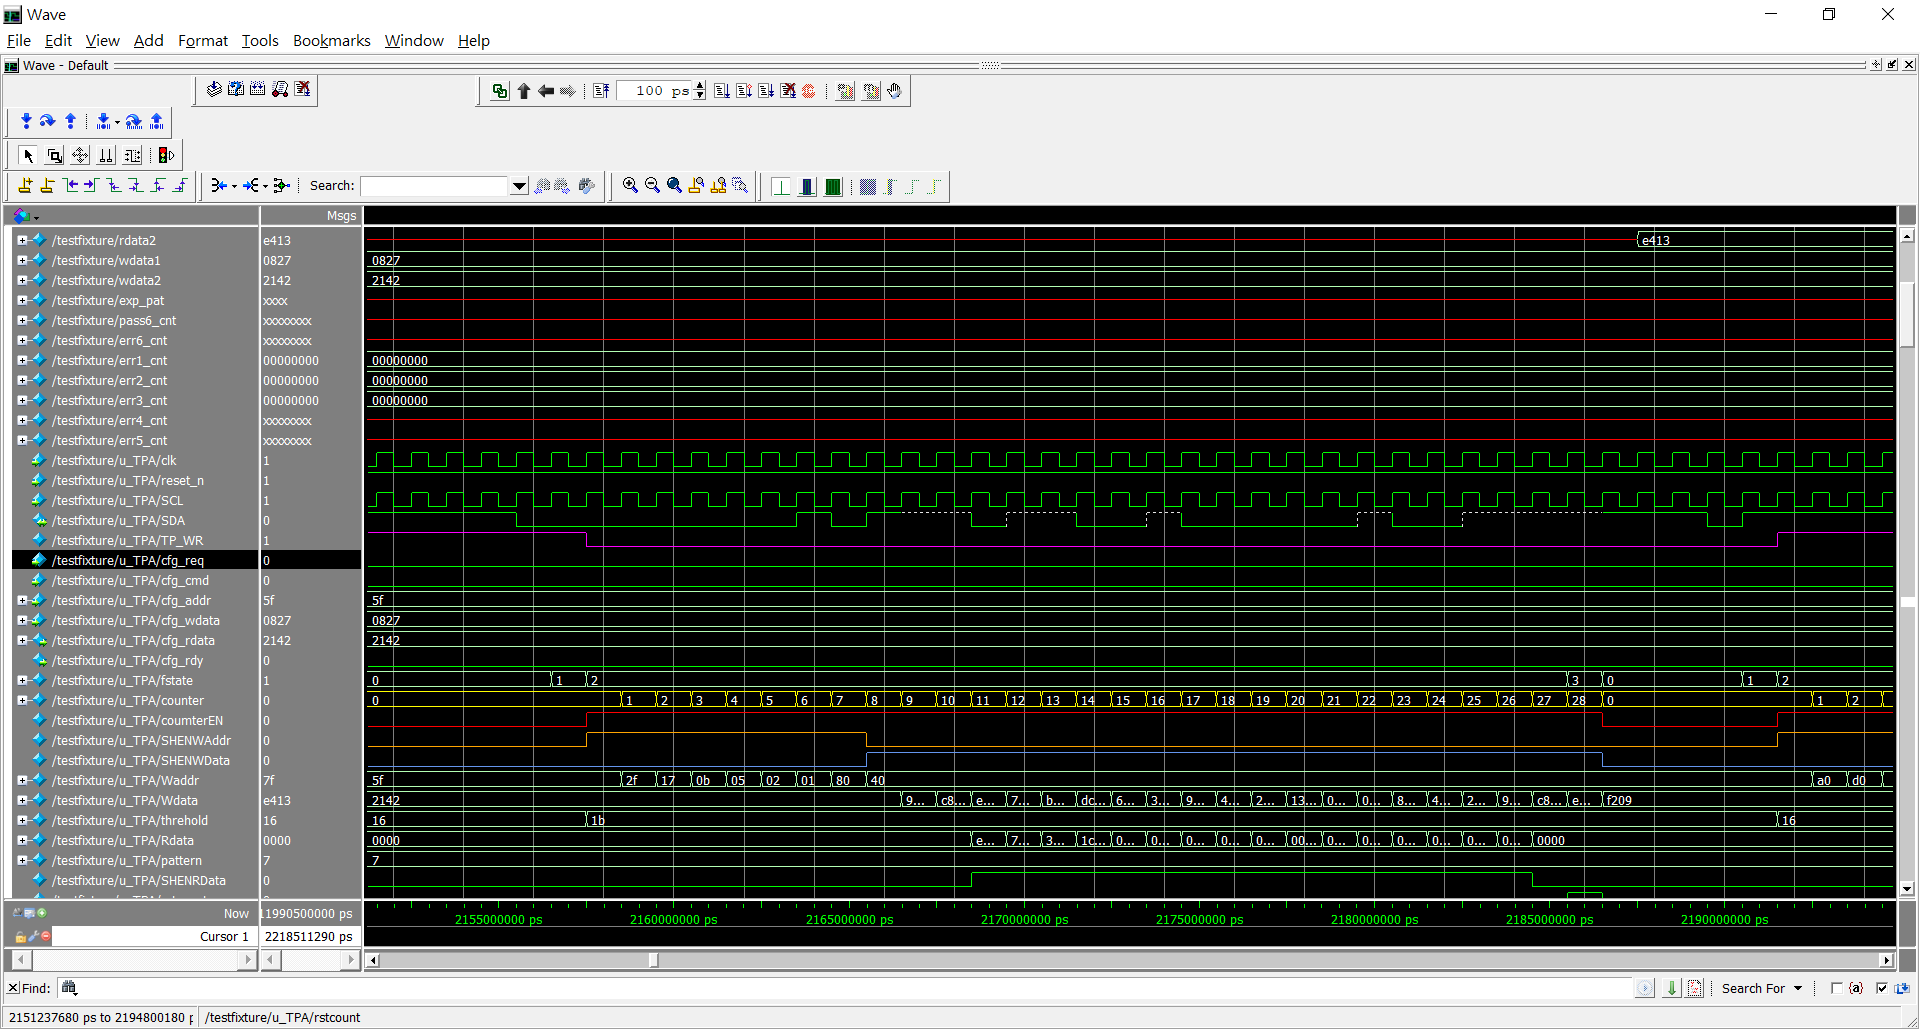 Wave
File Edit View Add Format Tools Bookmarks Window Help
Wave - Default
100 ps
Search:
Msgs
/testfixture/rdata2 e413 e413
/testfixture/wdata1 0827 0827
/testfixture/wdata2 2142 2142
/testfixture/exp_pat xxxx
/testfixture/pass6_cnt xxxxxxxx
/testfixture/err6_cnt xxxxxxxx
/testfixture/err1_cnt 00000000 00000000
/testfixture/err2_cnt 00000000 00000000
/testfixture/err3_cnt 00000000 00000000
/testfixture/err4_cnt xxxxxxxx
/testfixture/err5_cnt xxxxxxxx
/testfixture/u_TPA/clk 1
/testfixture/u_TPA/reset_n 1
/testfixture/u_TPA/SCL 1
/testfixture/u_TPA/SDA 0
/testfixture/u_TPA/TP_WR 1
/testfixture/u_TPA/cfg_req 0
/testfixture/u_TPA/cfg_cmd 0
/testfixture/u_TPA/cfg_addr 5f 5f
/testfixture/u_TPA/cfg_wdata 0827 0827
/testfixture/u_TPA/cfg_rdata 2142 2142
/testfixture/u_TPA/cfg_rdy 0
/testfixture/u_TPA/fstate 1 0 1 2 3 0 1 2
/testfixture/u_TPA/counter 0 0 1 2 3 4 5 6 7 8 9 10 11 12 13 14 15 16 17 18 19 20 21 22 23 24 25 26 27 28 0 1 2
/testfixture/u_TPA/counterEN 0
/testfixture/u_TPA/SHENWAddr 0
/testfixture/u_TPA/SHENWData 0
/testfixture/u_TPA/Waddr 7f 5f 2f 17 0b 05 02 01 80 40 a0 d0
/testfixture/u_TPA/Wdata e413 2142 9... c8... e... 7... b... dc... 6... 3... 9... 4... 2... 13... 0... 0... 8... 4... 2... 9... c8... e... f209
/testfixture/u_TPA/threhold 16 16 1b 16
/testfixture/u_TPA/Rdata 0000 0000 e... 7... 3... 1c... 0... 0... 0... 0... 0... 00... 0... 0... 0... 0... 0... 0... 0000
/testfixture/u_TPA/pattern 7 7
/testfixture/u_TPA/SHENRData 0
Now 11990500000 ps 2155000000 ps 2160000000 ps 2165000000 ps 2170000000 ps 2175000000 ps 2180000000 ps 2185000000 ps 2190000000 ps
Cursor 1 2218511290 ps
Find: Search For {a}
2151237680 ps to 2194800180 p /testfixture/u_TPA/rstcount